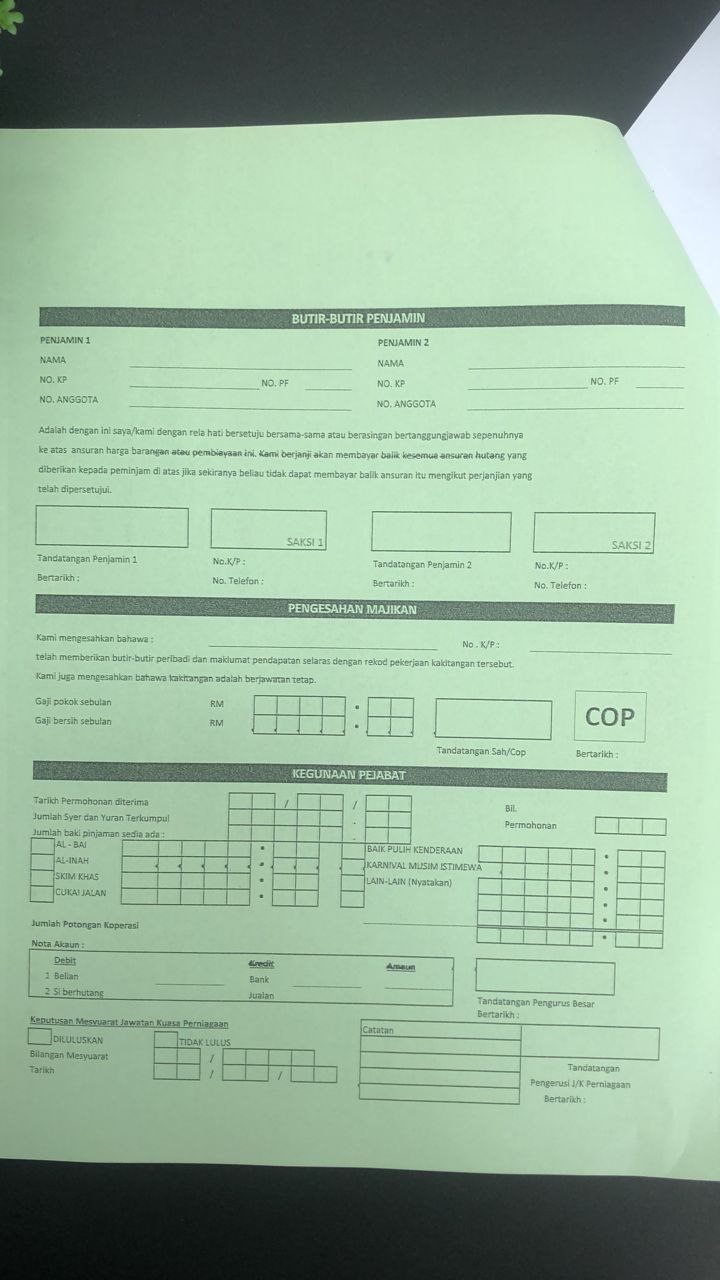 BUTIR-BUTIR PENJAMIN
PENJAMIN 1 PENJAMIN 2
NAMA NAMA
NO. KP NO. PF NO. KP NO. PF
NO. ANGGOTA NO. ANGGOTA
Adalah dengan ini saya/kami dengan rela hati bersetuju bersama-sama atau berasingan bertanggungjawab sepenuhnya
ke atas ansuran harga barangan atau pembiayaan ini. Kami berjanji akan membayar balik kesemua ansuran hutang yang
diberikan kepada peminjam di atas jika sekiranya beliau tidak dapat membayar balik ansuran itu mengikut perjanjian yang
telah dipersetujui.
SAKSI 1 SAKSI 2
Tandatangan Penjamin 1 No.K/P : Tandatangan Penjamin 2 No.K/P :
Bertarikh : No. Telefon : Bertarikh : No. Telefon :
PENGESAHAN MAJIKAN
Kami mengesahkan bahawa : No . K/P :
telah memberikan butir-butir peribadi dan maklumat pendapatan selaras dengan rekod pekerjaan kakitangan tersebut.
Kami juga mengesahkan bahawa kakitangan adalah berjawatan tetap.
Gaji pokok sebulan RM
Gaji bersih sebulan RM
COP
Tandatangan Sah/Cop Bertarikh :
KEGUNAAN PEJABAT
Tarikh Permohonan diterima / / Bil.
Jumlah Syer dan Yuran Terkumpul . Permohonan
Jumlah baki pinjaman sedia ada :
AL - BAI BAIK PULIH KENDERAAN
AL-INAH KARNIVAL MUSIM ISTIMEWA
SKIM KHAS LAIN-LAIN (Nyatakan)
CUKAI JALAN
Jumlah Potongan Koperasi
Nota Akaun :
Debit Kredit Amaun
1 Belian Bank
2 Si berhutang Jualan
Tandatangan Pengurus Besar
Bertarikh :
Keputusan Mesyuarat Jawatan Kuasa Perniagaan
DILULUSKAN TIDAK LULUS
Bilangan Mesyuarat /
Tarikh / /
Catatan
Tandatangan
Pengerusi J/K Perniagaan
Bertarikh :